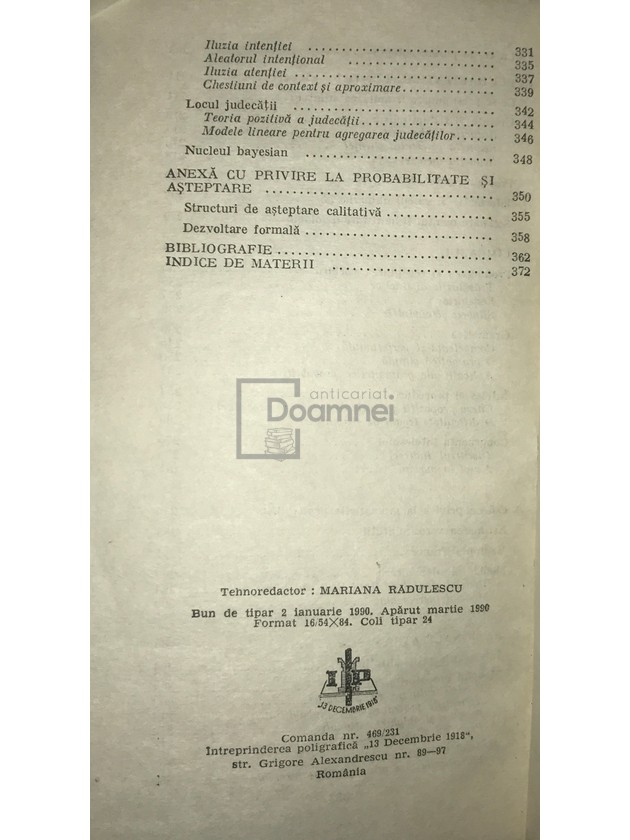 Iluzia intenției .......... 331
Aleatorul intențional .......... 335
Iluzia atenției .......... 337
Chestiuni de context și aproximare .......... 339
Locul judecății .......... 342
Teoria pozitivă a judecății .......... 344
Modele lineare pentru agregarea judecăților .......... 346
Nucleul bayesian .......... 348
ANEXĂ CU PRIVIRE LA PROBABILITATE ȘI
AȘTEPTARE .......... 350
Structuri de așteptare calitativă .......... 355
Dezvoltare formală .......... 358
BIBLIOGRAFIE .......... 362
INDICE DE MATERII .......... 372
anticariat
Doamnei
Tehnoredactor : MARIANA RADULESCU
Bun de tipar 2 ianuarie 1990. Apărut martie 1990
Format 16/54×84. Coli tipar 24
I P
„13 DECEMBRIE 1918"
Comanda nr. 469/231
Întreprinderea poligrafică „13 Decembrie 1918",
str. Grigore Alexandrescu nr. 89—97
România